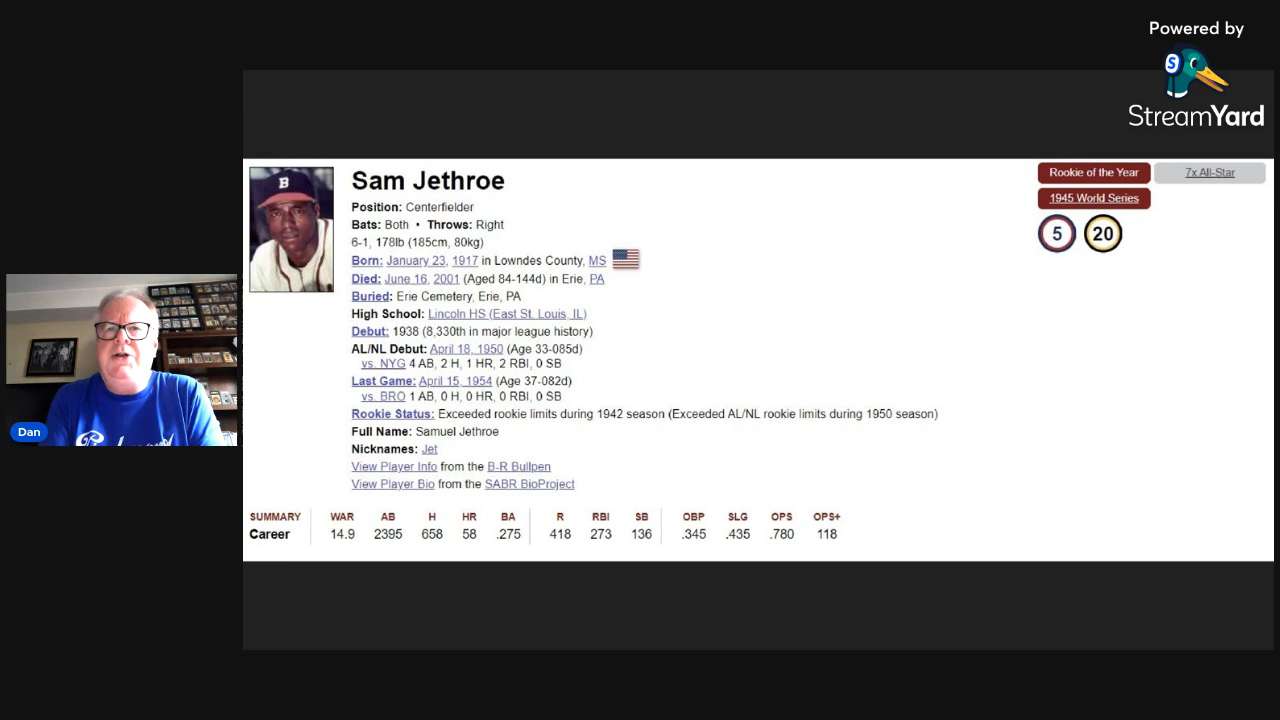 Powered by
S
StreamYard
Sam Jethroe
Position: Centerfielder
Bats: Both • Throws: Right
6-1, 178lb (185cm, 80kg)
Born: January 23, 1917 in Lowndes County, MS
Died: June 16, 2001 (Aged 84-144d) in Erie, PA
Buried: Erie Cemetery, Erie, PA
High School: Lincoln HS (East St. Louis, IL)
Debut: 1938 (8,330th in major league history)
AL/NL Debut: April 18, 1950 (Age 33-085d)
vs. NYG 4 AB, 2 H, 1 HR, 2 RBI, 0 SB
Last Game: April 15, 1954 (Age 37-082d)
vs. BRO 1 AB, 0 H, 0 HR, 0 RBI, 0 SB
Rookie Status: Exceeded rookie limits during 1942 season (Exceeded AL/NL rookie limits during 1950 season)
Full Name: Samuel Jethroe
Nicknames: Jet
View Player Info from the B-R Bullpen
View Player Bio from the SABR BioProject
Rookie of the Year 7x All-Star
1945 World Series
5 20
B
Dan
SUMMARY WAR AB H HR BA R RBI SB OBP SLG OPS OPS+
Career 14.9 2395 658 58 .275 418 273 136 .345 .435 .780 118